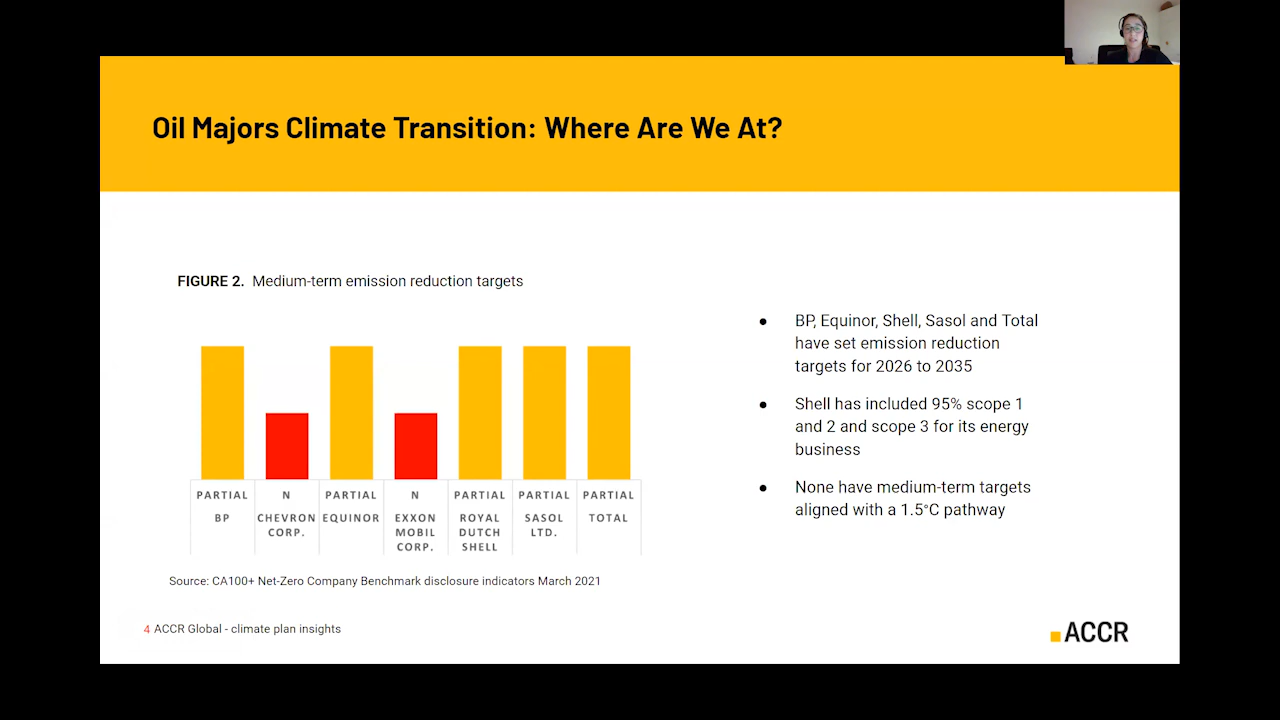 Oil Majors Climate Transition: Where Are We At?
FIGURE 2. Medium-term emission reduction targets
PARTIAL N PARTIAL N PARTIAL PARTIAL PARTIAL
BP CHEVRON EQUINOR EXXON ROYAL SASOL TOTAL
CORP. MOBIL DUTCH LTD.
CORP. SHELL
Source: CA100+ Net-Zero Company Benchmark disclosure indicators March 2021
● BP, Equinor, Shell, Sasol and Total
have set emission reduction
targets for 2026 to 2035
● Shell has included 95% scope 1
and 2 and scope 3 for its energy
business
● None have medium-term targets
aligned with a 1.5°C pathway
4 ACCR Global - climate plan insights
ACCR